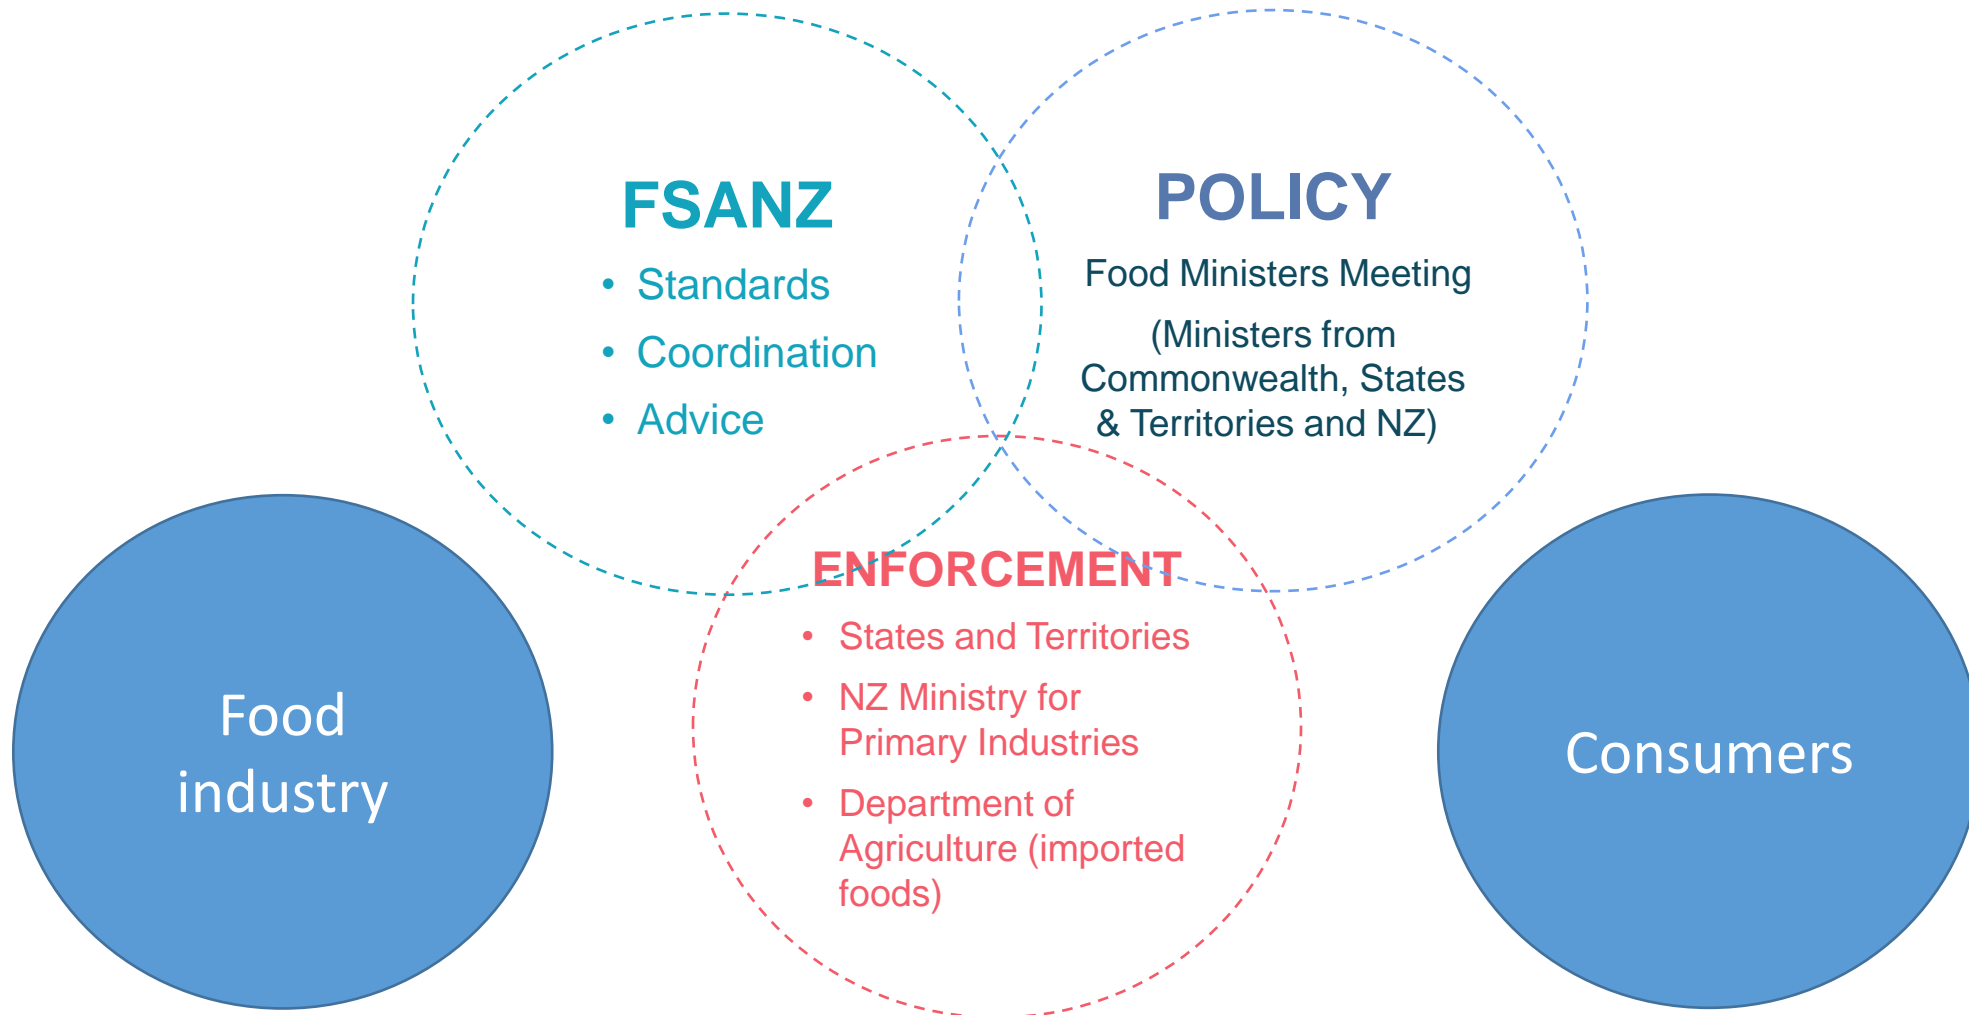 FSANZ
• Standards
• Coordination
• Advice
POLICY
Food Ministers Meeting
(Ministers from
Commonwealth, States
& Territories and NZ)
ENFORCEMENT
• States and Territories
• NZ Ministry for
Primary Industries
• Department of
Agriculture (imported
foods)
Food
industry
Consumers